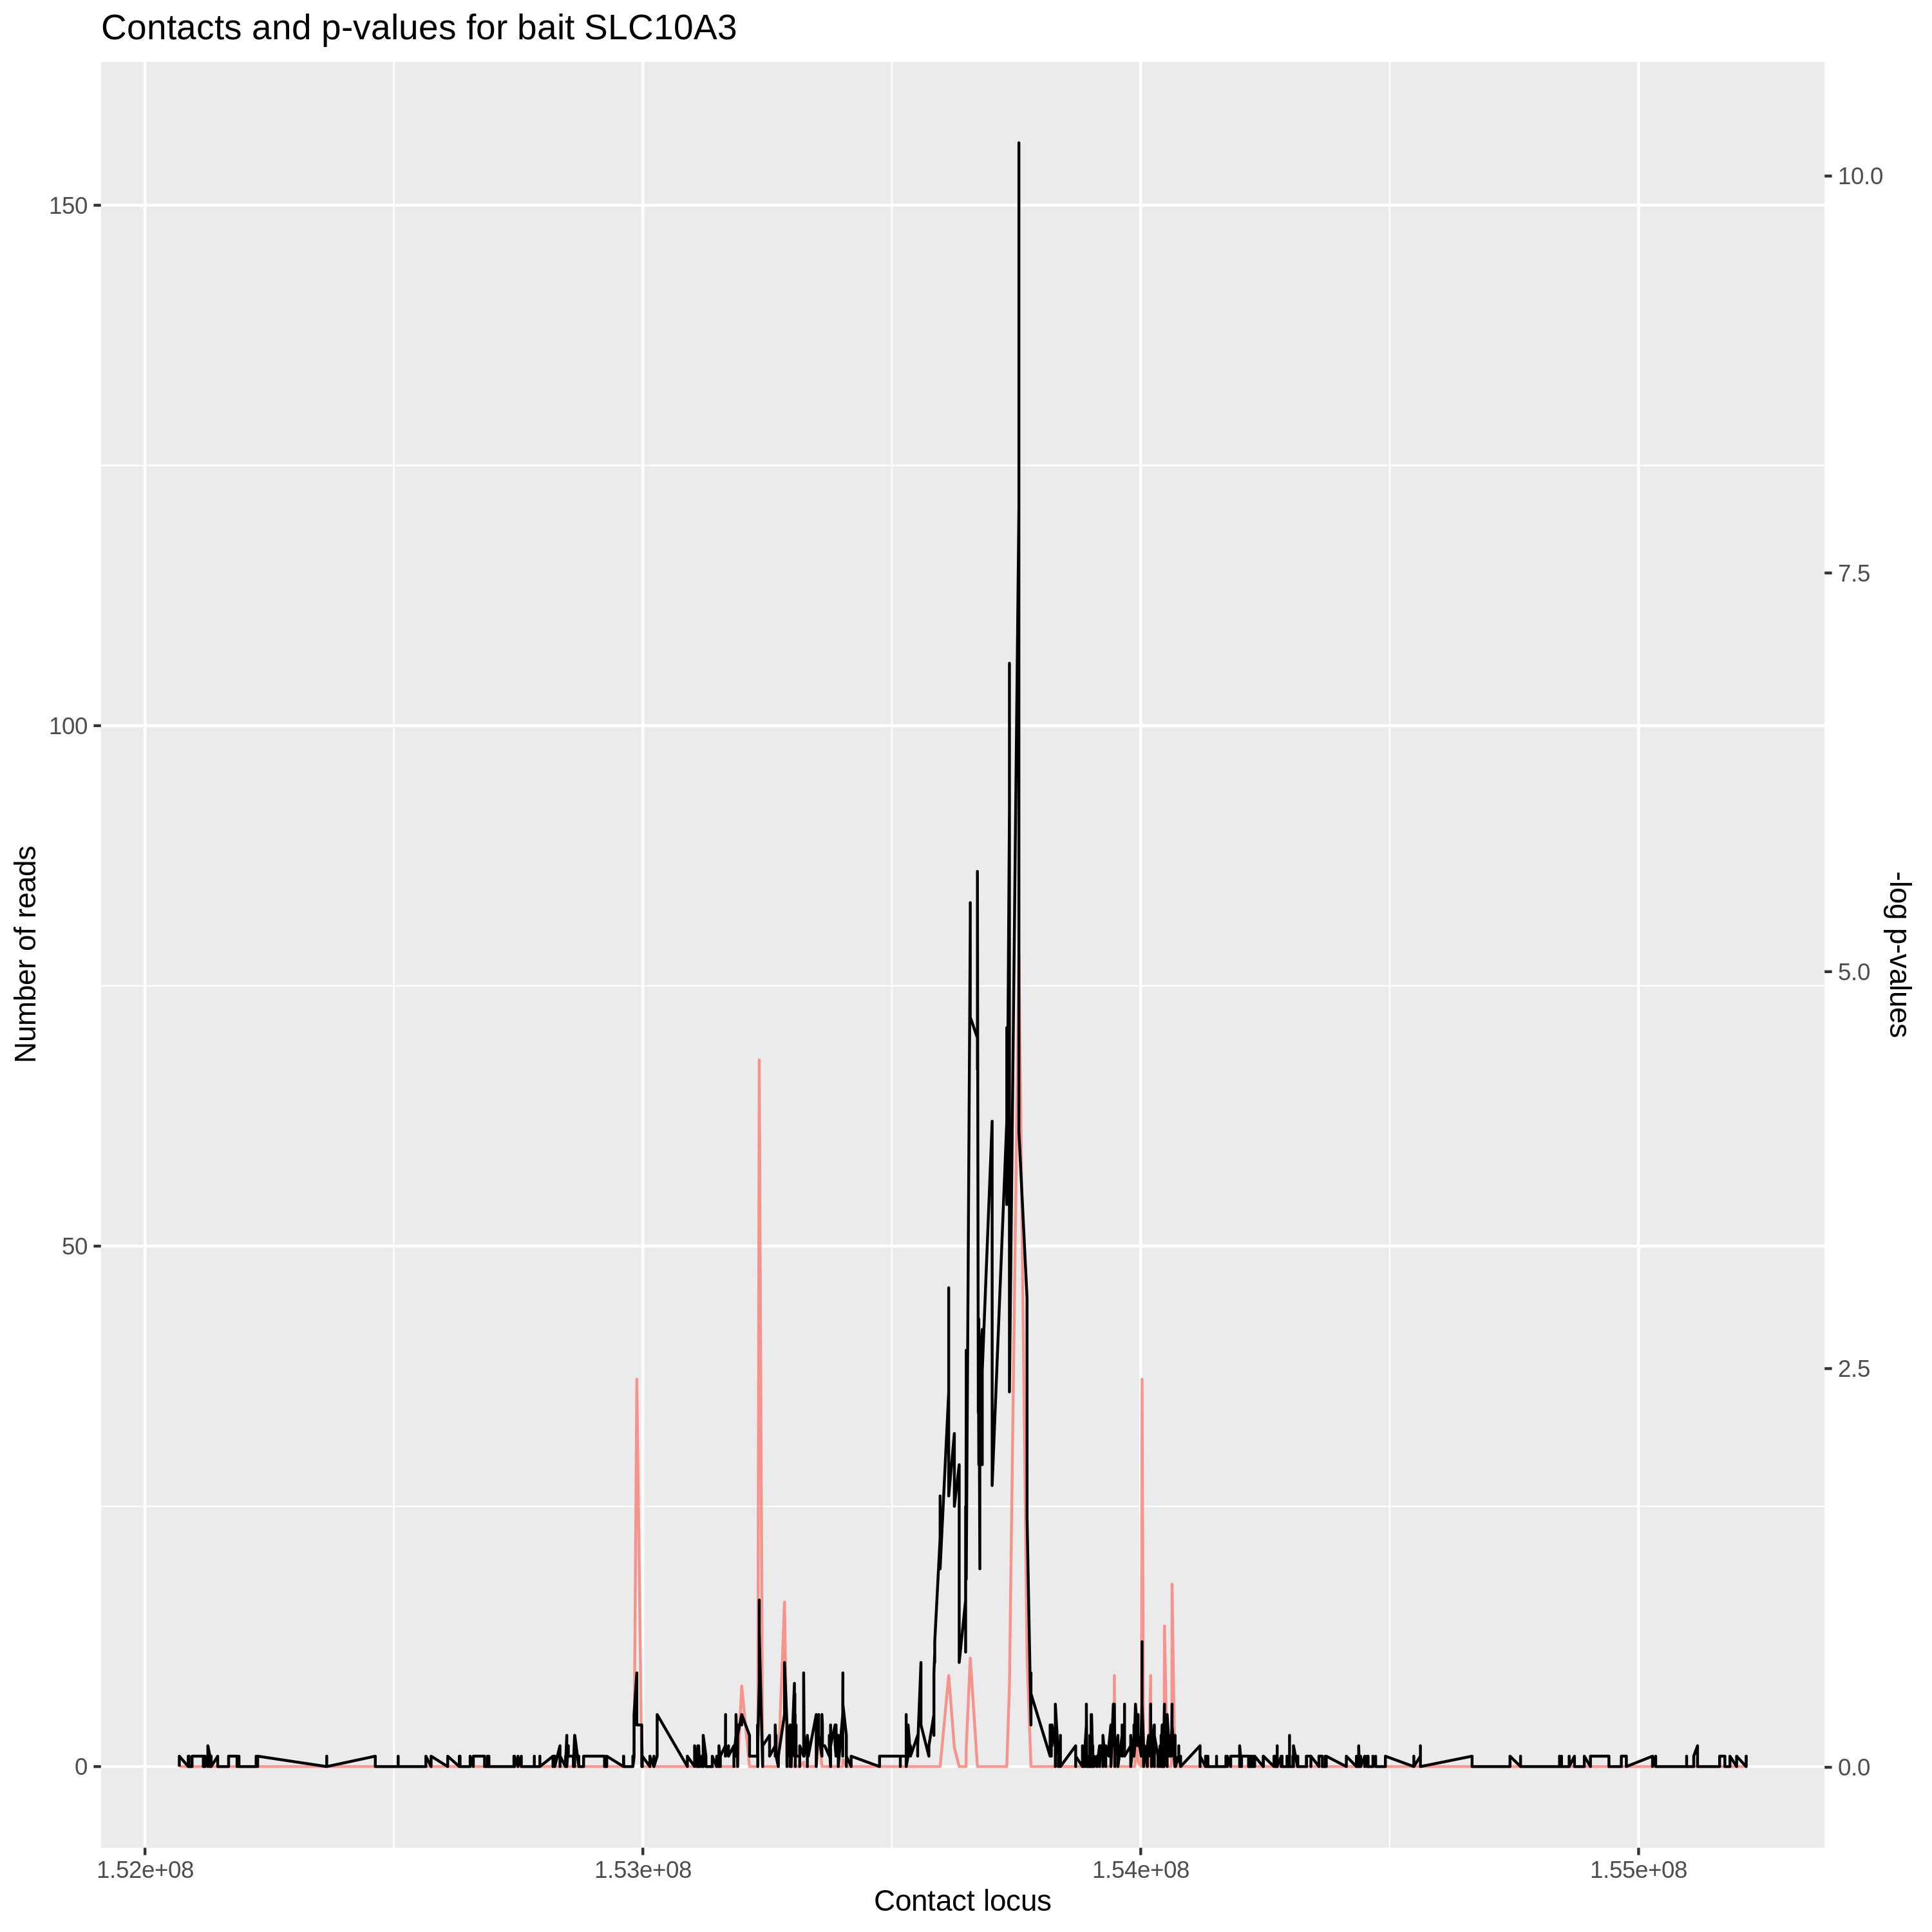 Contacts and p-values for bait SLC10A3
150
100
50
0
Number of reads
10.0
7.5
5.0
2.5
0.0
-log p-values
1.52e+08
1.53e+08
1.54e+08
1.55e+08
Contact locus